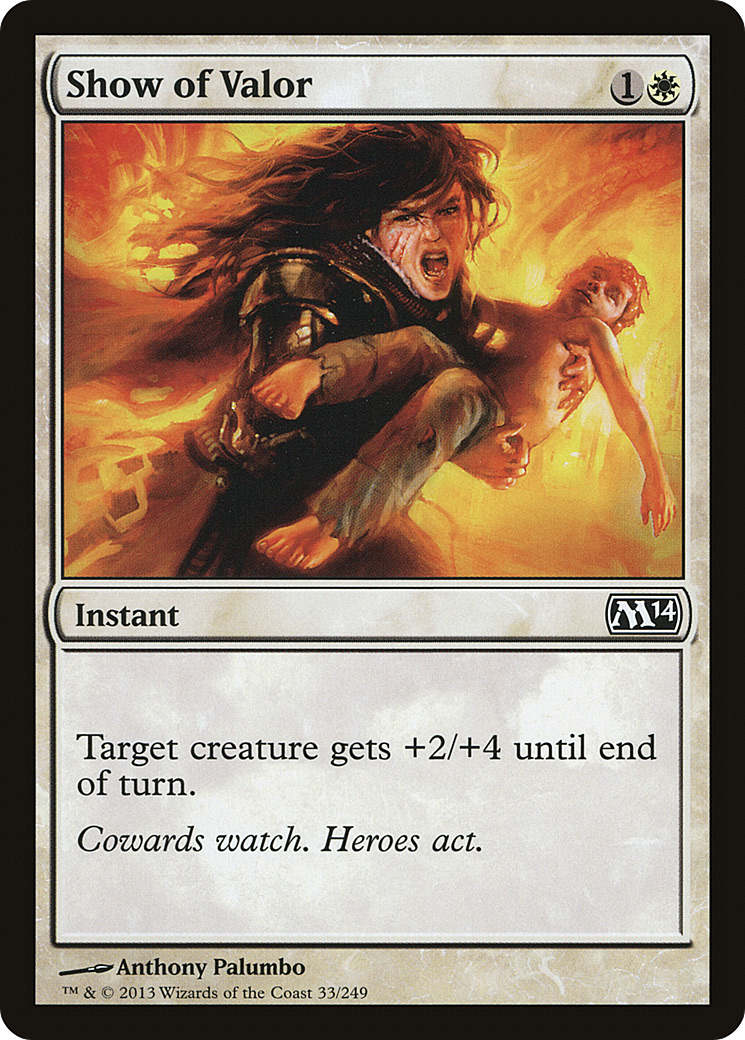 Show of Valor 1
Instant M14
Target creature gets +2/+4 until end
of turn.
Cowards watch. Heroes act.
Anthony Palumbo
™ & © 2013 Wizards of the Coast 33/249